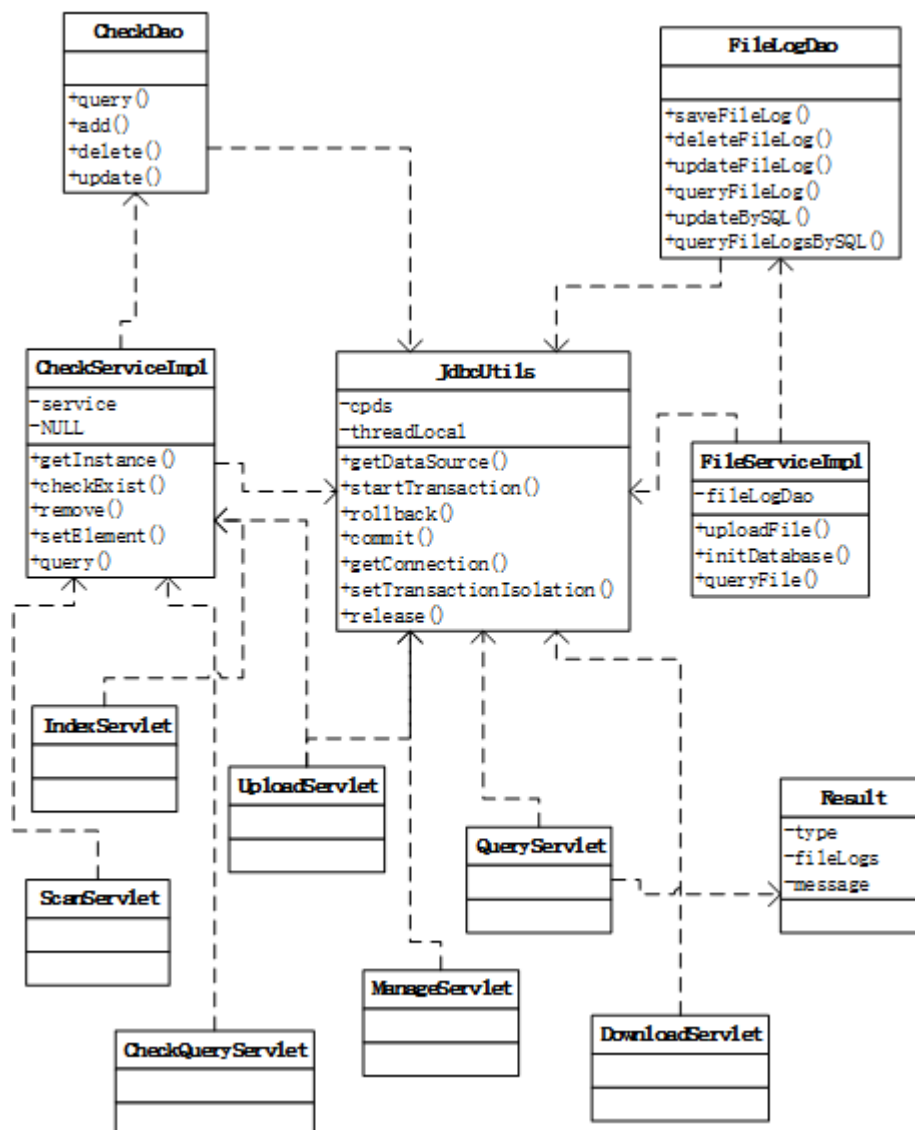 CheckDao
+query()
+add()
+delete()
+update()
FileLogDao
+saveFileLog()
+deleteFileLog()
+updateFileLog()
+queryFileLog()
+updateBySQL()
+queryFileLogsBySQL()
CheckServiceImpl
-service
-NULL
+getInstance()
+checkExist()
+remove()
+setElement()
+query()
JdbcUtils
-cpds
-threadLocal
+getDataSource()
+startTransaction()
+rollback()
+commit()
+getConnection()
+setTransactionIsolation()
+release()
FileServiceImpl
-fileLogDao
+uploadFile()
+initDatabase()
+queryFile()
IndexServlet
UploadServlet
Result
-type
-fileLogs
-message
QueryServlet
ScanServlet
ManageServlet
DownloadServlet
CheckQueryServlet